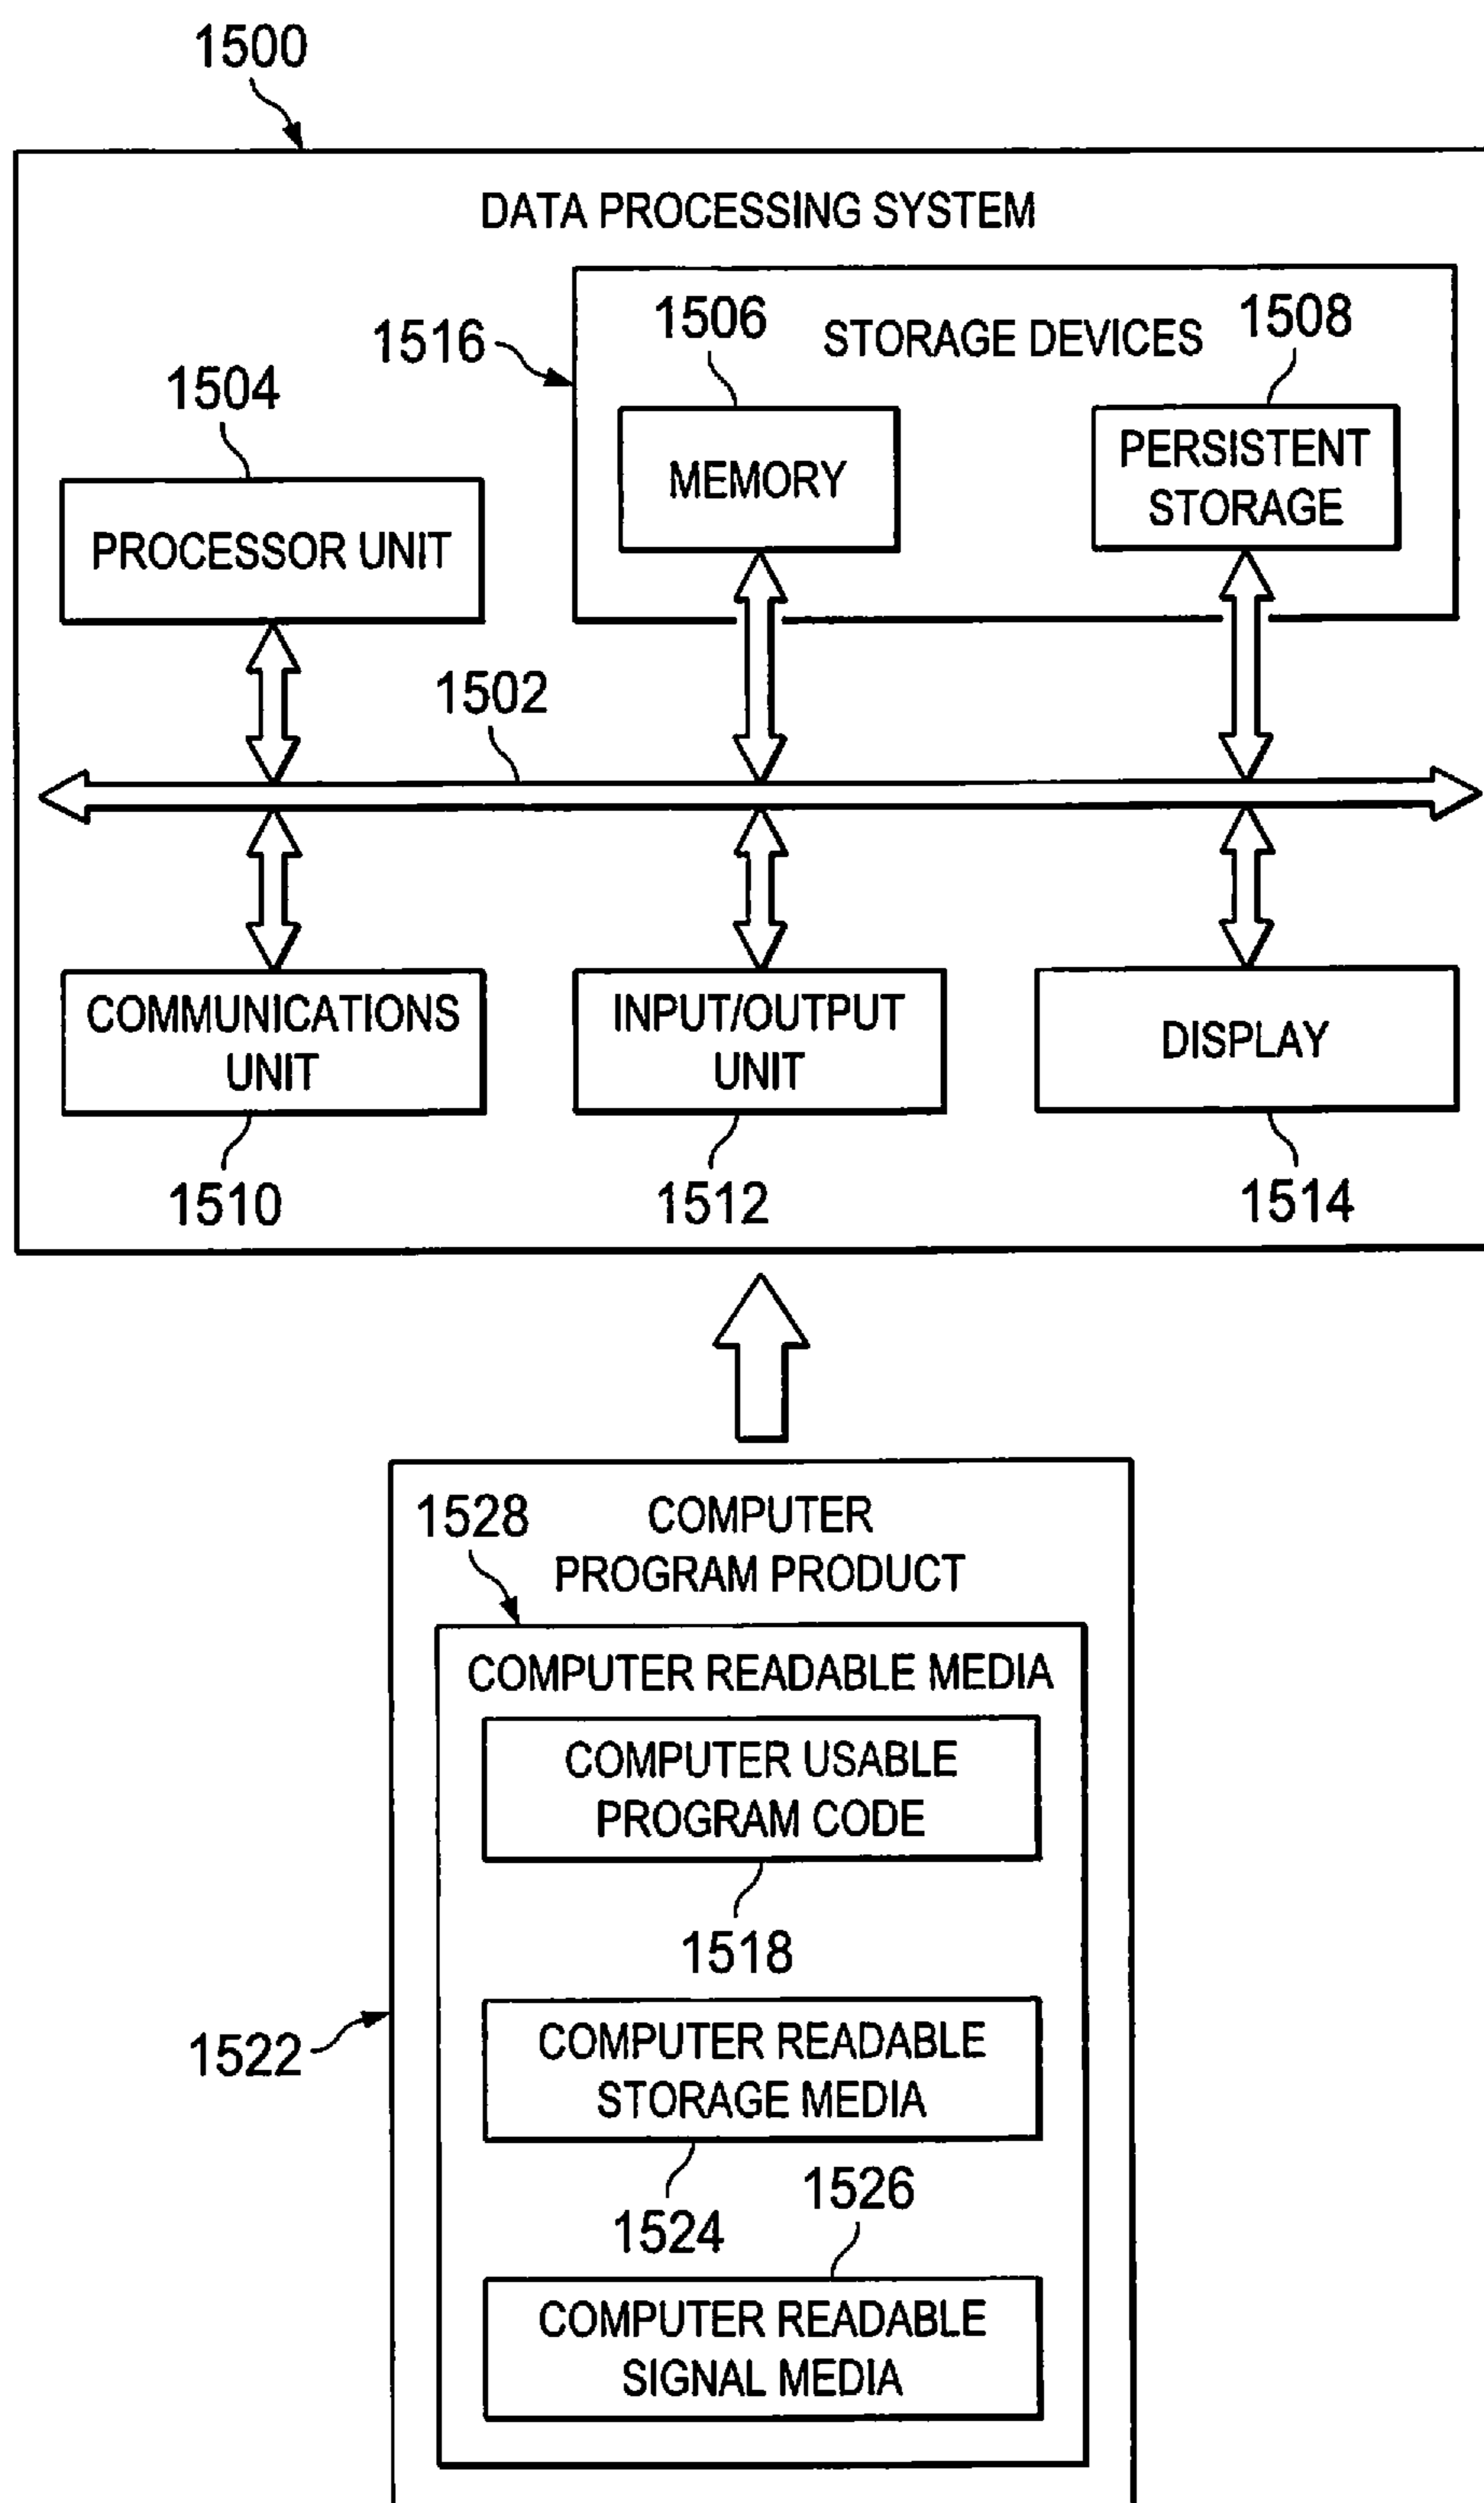 1500
DATA PROCESSING SYSTEM
1506
STORAGE DEVICES
1508
1516
1504
MEMORY
PERSISTENT
STORAGE
PROCESSOR UNIT
1502
COMMUNICATIONS
UNIT
INPUT/OUTPUT
UNIT
DISPLAY
1510
1512
1514
1528
COMPUTER
PROGRAM PRODUCT
COMPUTER READABLE MEDIA
COMPUTER USABLE
PROGRAM CODE
1518
1522
COMPUTER READABLE
STORAGE MEDIA
1524
1526
COMPUTER READABLE
SIGNAL MEDIA